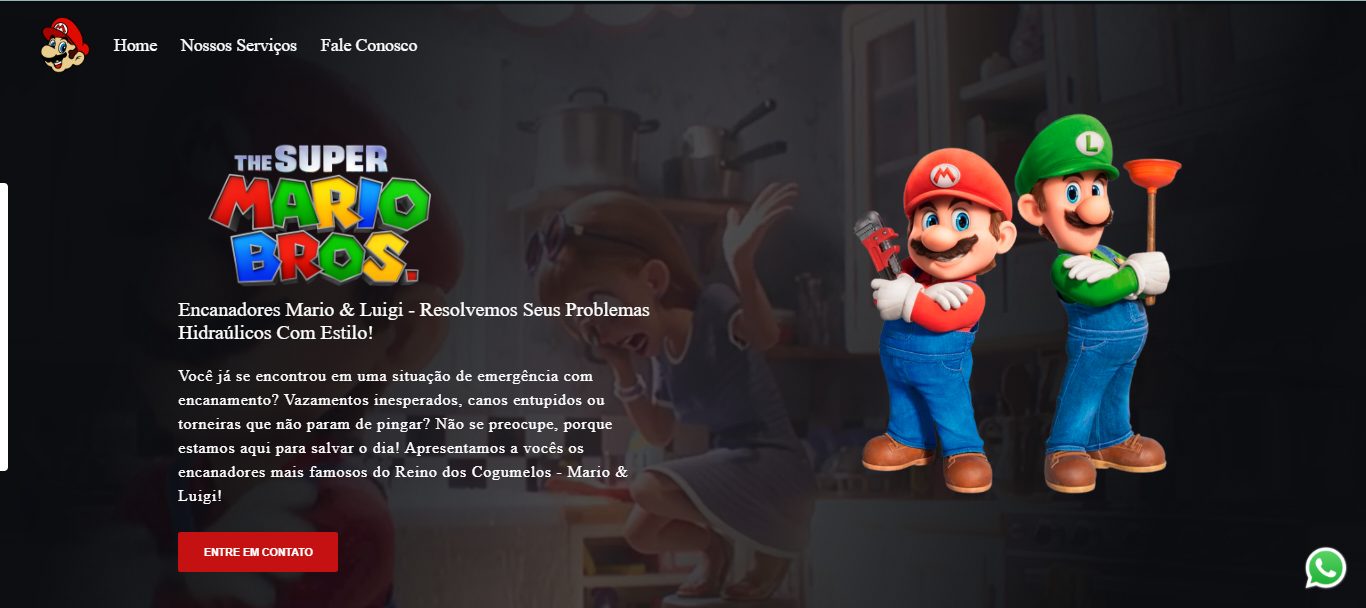 Home Nossos Serviços Fale Conosco
THE SUPER
MARIO
BROS.
Encanadores Mario & Luigi - Resolvemos Seus Problemas
Hidraúlicos Com Estilo!
Você já se encontrou em uma situação de emergência com
encanamento? Vazamentos inesperados, canos entupidos ou
torneiras que não param de pingar? Não se preocupe, porque
estamos aqui para salvar o dia! Apresentamos a vocês os
encanadores mais famosos do Reino dos Cogumelos - Mario &
Luigi!
ENTRE EM CONTATO
M
L